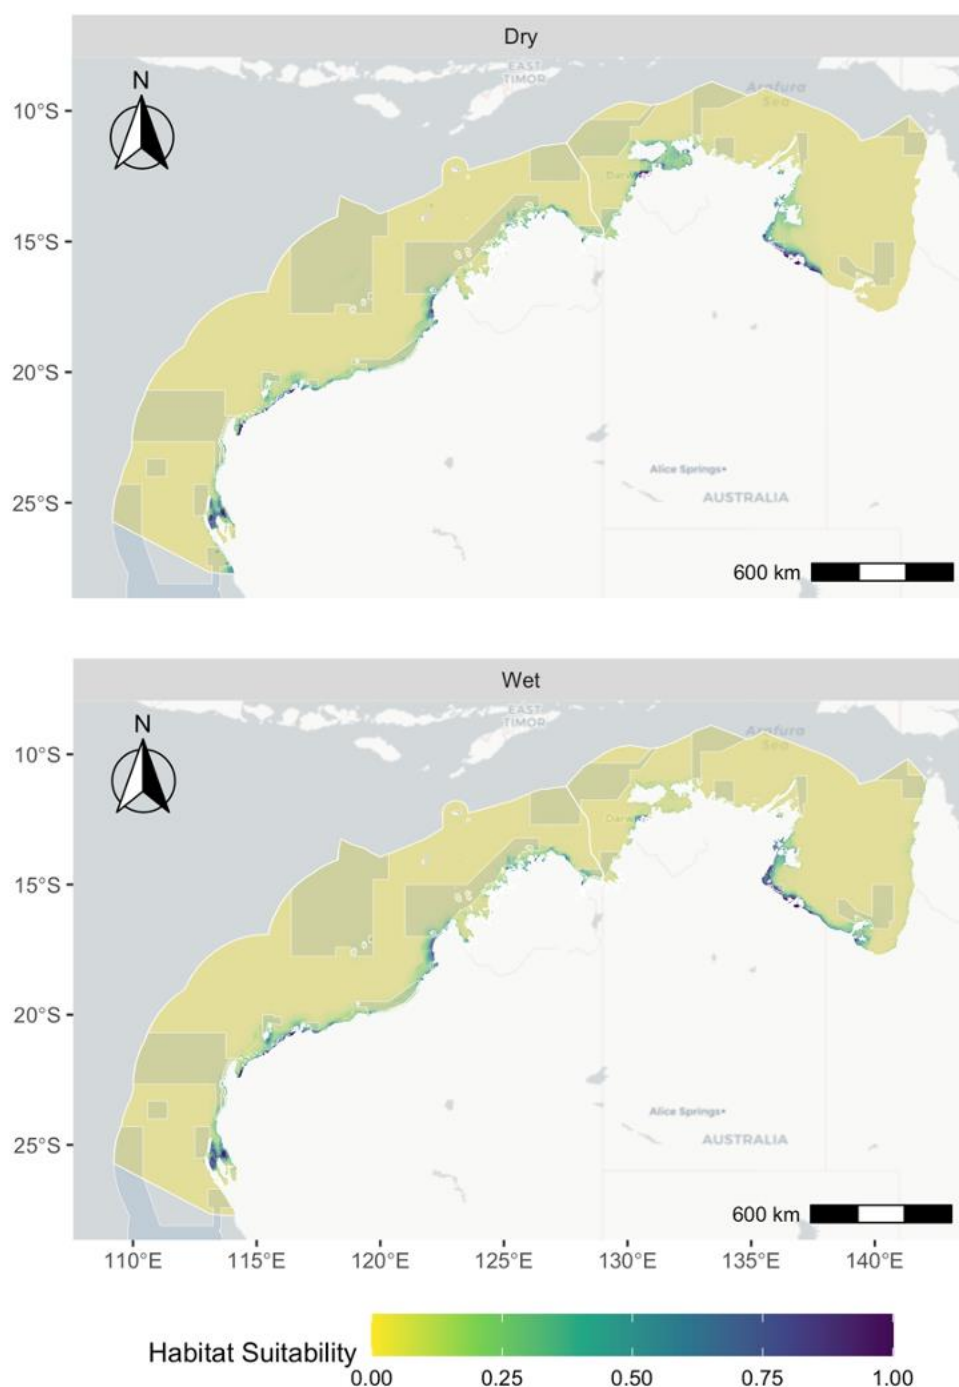 Dry
EAST
TIMOR
Arafura
Sea
N
10°S
15°S
20°S
25°S
Alice Springs
AUSTRALIA
600 km
Wet
EAST
TIMOR
Arafura
Sea
N
10°S
15°S
20°S
25°S
Alice Springs
AUSTRALIA
600 km
110°E 115°E 120°E 125°E 130°E 135°E 140°E
Habitat Suitability
0.00 0.25 0.50 0.75 1.00